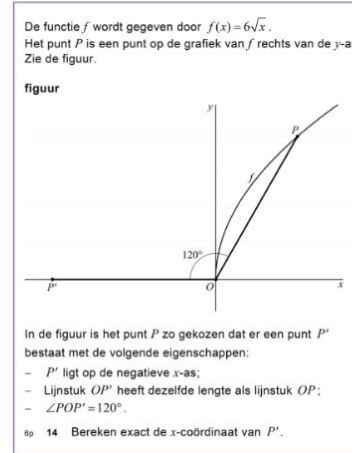 De functie f wordt gegeven door f(x) = 6√x .
Het punt P is een punt op de grafiek van f rechts van de y-a
Zie de figuur.
figuur
y
P
f
120°
P'
O
x
In de figuur is het punt P zo gekozen dat er een punt P'
bestaat met de volgende eigenschappen:
– P' ligt op de negatieve x-as;
– Lijnstuk OP' heeft dezelfde lengte als lijnstuk OP;
– ∠POP' = 120° .
6p 14 Bereken exact de x-coördinaat van P'.